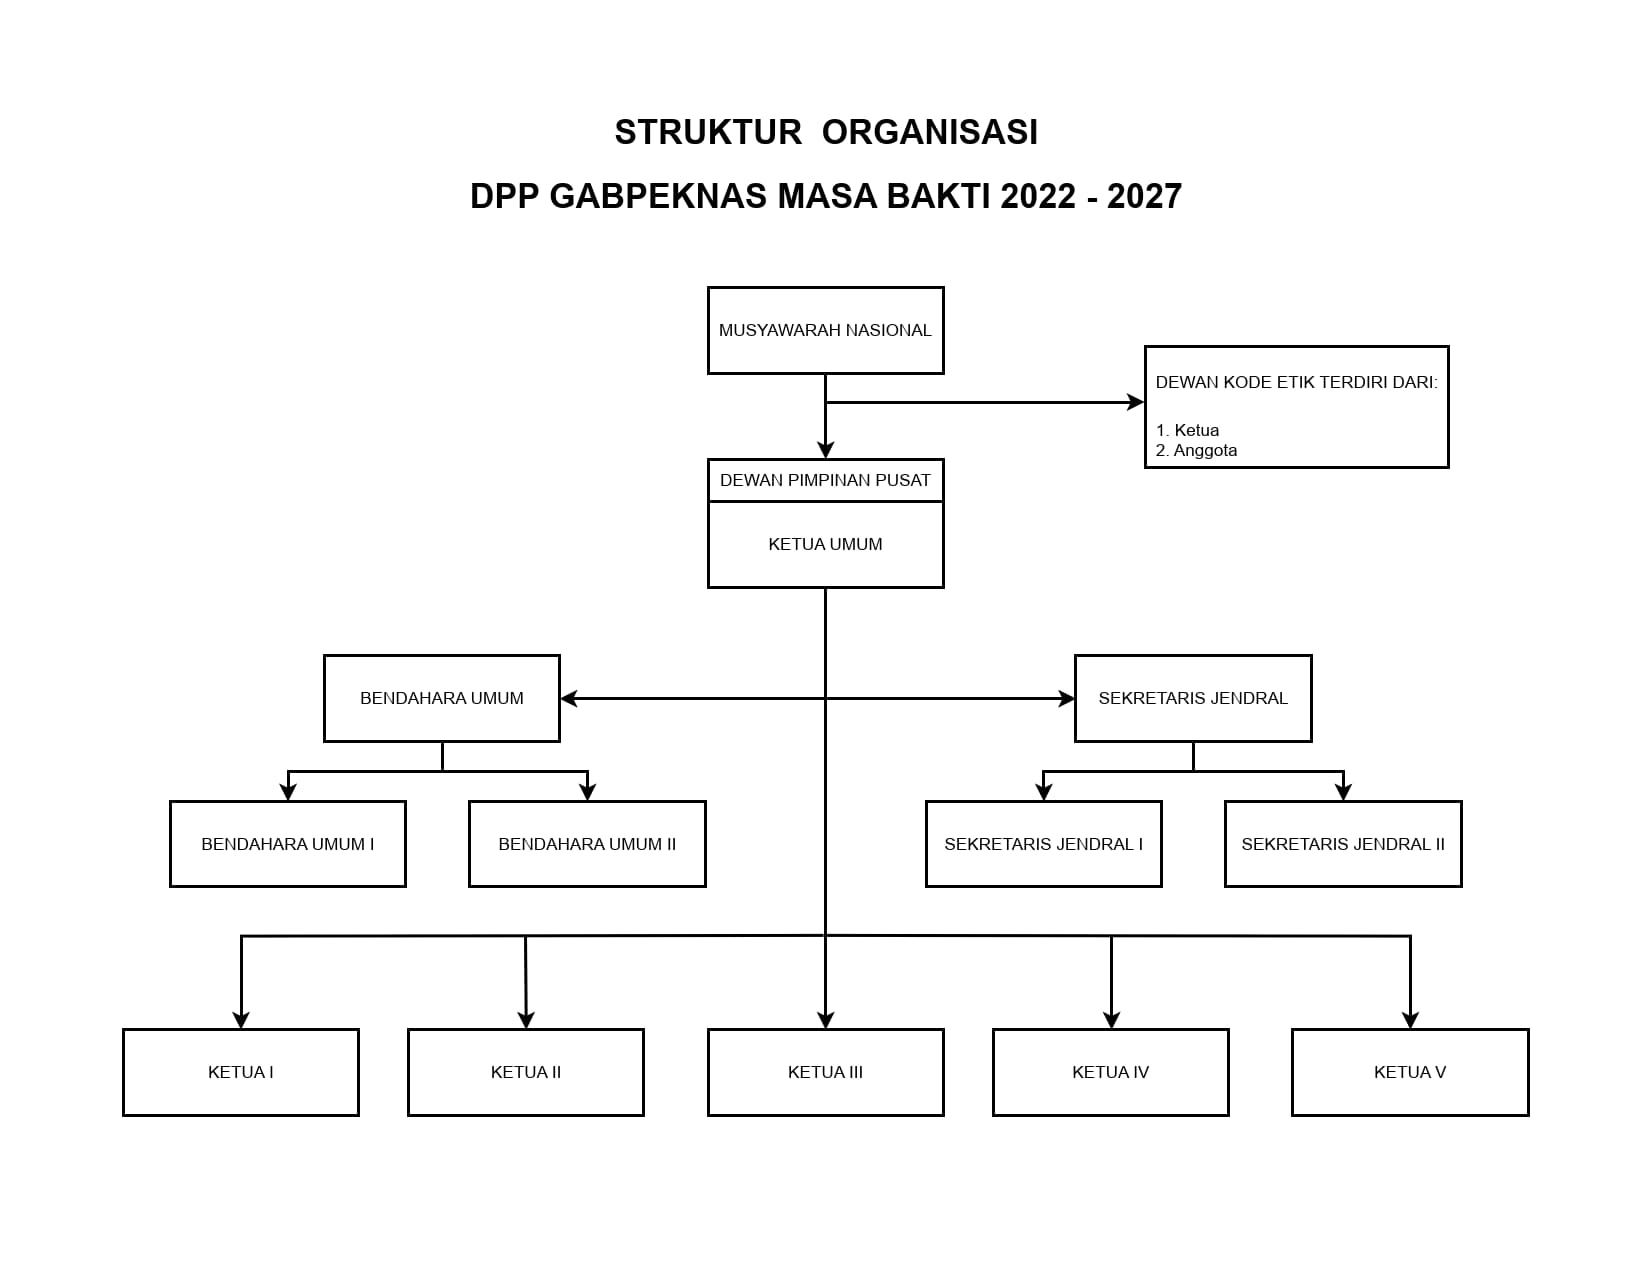 STRUKTUR ORGANISASI
DPP GABPEKNAS MASA BAKTI 2022 - 2027
MUSYAWARAH NASIONAL
DEWAN KODE ETIK TERDIRI DARI:
1. Ketua
2. Anggota
DEWAN PIMPINAN PUSAT
KETUA UMUM
BENDAHARA UMUM
SEKRETARIS JENDRAL
BENDAHARA UMUM I
BENDAHARA UMUM II
SEKRETARIS JENDRAL I
SEKRETARIS JENDRAL II
KETUA I
KETUA II
KETUA III
KETUA IV
KETUA V